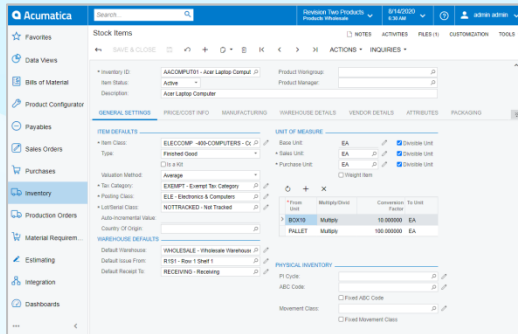 Acumatica
Search...
Revision Two Products
Products Wholesale
8/14/2020
6:38 AM
admin admin
Favorites
Data Views
Bills of Material
Product Configurator
Payables
Sales Orders
Purchases
Inventory
Production Orders
Material Requirem...
Estimating
Integration
Dashboards
Stock Items
NOTES ACTIVITIES FILES (1) CUSTOMIZATION TOOLS
SAVE & CLOSE
ACTIONS INQUIRIES
* Inventory ID: AACOMPUT01 - Acer Laptop Comput
Item Status: Active
Description: Acer Laptop Computer
Product Workgroup:
Product Manager:
GENERAL SETTINGS PRICE/COST INFO MANUFACTURING WAREHOUSE DETAILS VENDOR DETAILS ATTRIBUTES PACKAGING
ITEM DEFAULTS
* Item Class: ELECCOMP -400-COMPUTERS - Cc
Type: Finished Good
Is a Kit
Valuation Method: Average
* Tax Category: EXEMPT - Exempt Tax Category
* Posting Class: ELE - Electronics & Computers
* Lot/Serial Class: NOTTRACKED - Not Tracked
Auto-Incremental Value:
Country Of Origin:
WAREHOUSE DEFAULTS
Default Warehouse: WHOLESALE - Wholesale Warehous
Default Issue From: R1S1 - Row 1 Shelf 1
Default Receipt To: RECEIVING - Receiving
UNIT OF MEASURE
Base Unit: EA Divisible Unit
* Sales Unit: EA Divisible Unit
* Purchase Unit: EA Divisible Unit
Weight Item
* From Unit Multiply/Divide Conversion Factor To Unit
BOX10 Multiply 10.000000 EA
PALLET Multiply 100.000000 EA
PHYSICAL INVENTORY
PI Cycle:
ABC Code:
Fixed ABC Code
Movement Class:
Fixed Movement Class